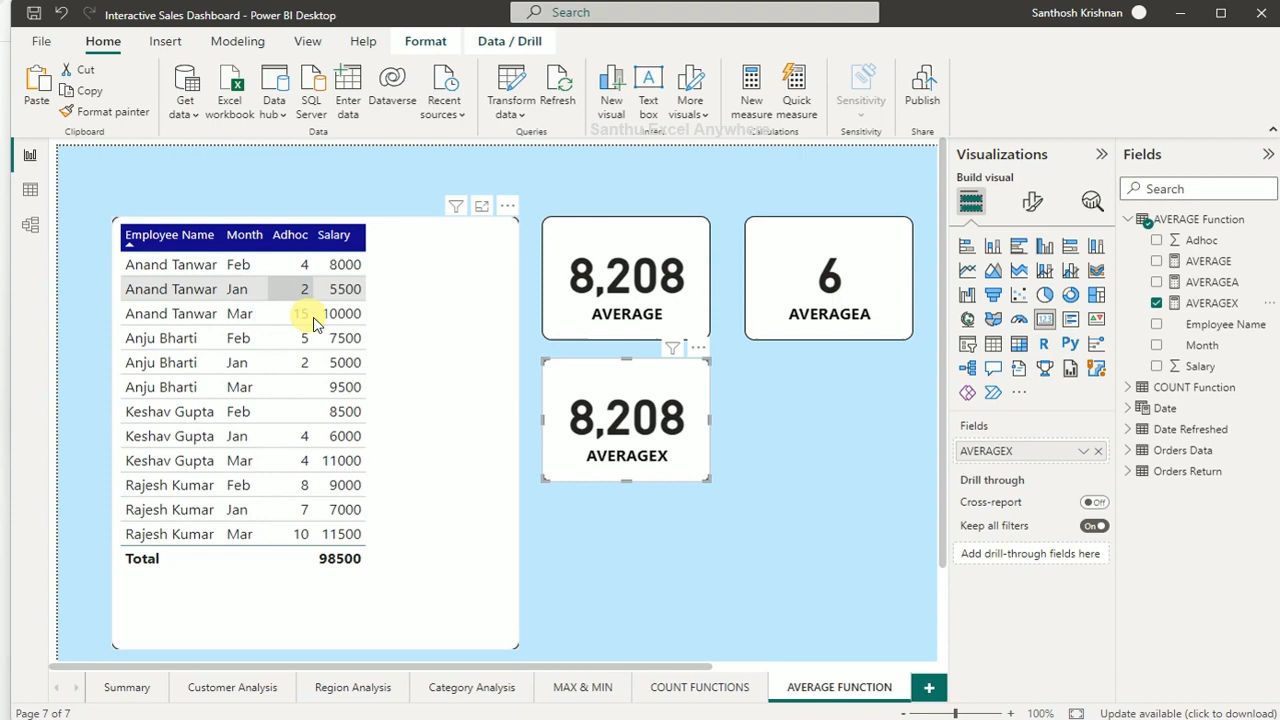 Interactive Sales Dashboard - Power BI Desktop
Search
Santhosh Krishnan
File Home Insert Modeling View Help Format Data / Drill
Paste
Cut
Copy
Format painter
Get data
Excel workbook
Data hub
SQL Server
Enter data
Dataverse
Recent sources
Transform data
Refresh
New visual
Text box
More visuals
New measure
Quick measure
Sensitivity
Publish
Clipboard Data Queries Calculations Sensitivity Share
Santhu Excel Anywhere
Employee Name Month Adhoc Salary
Anand Tanwar Feb 4 8000
Anand Tanwar Jan 2 5500
Anand Tanwar Mar 15 10000
Anju Bharti Feb 5 7500
Anju Bharti Jan 2 5000
Anju Bharti Mar 9500
Keshav Gupta Feb 8500
Keshav Gupta Jan 4 6000
Keshav Gupta Mar 4 11000
Rajesh Kumar Feb 8 9000
Rajesh Kumar Jan 7 7000
Rajesh Kumar Mar 10 11500
Total 98500
8,208
AVERAGE
6
AVERAGEA
8,208
AVERAGEX
Visualizations
Build visual
R
Py
Fields
AVERAGEX
Drill through
Cross-report Off
Keep all filters On
Add drill-through fields here
Fields
Search
AVERAGE Function
Adhoc
AVERAGE
AVERAGEA
AVERAGEX
Employee Name
Month
Salary
COUNT Function
Date
Date Refreshed
Orders Data
Orders Return
Summary Customer Analysis Region Analysis Category Analysis MAX & MIN COUNT FUNCTIONS AVERAGE FUNCTION
Page 7 of 7
100%
Update available (click to download)